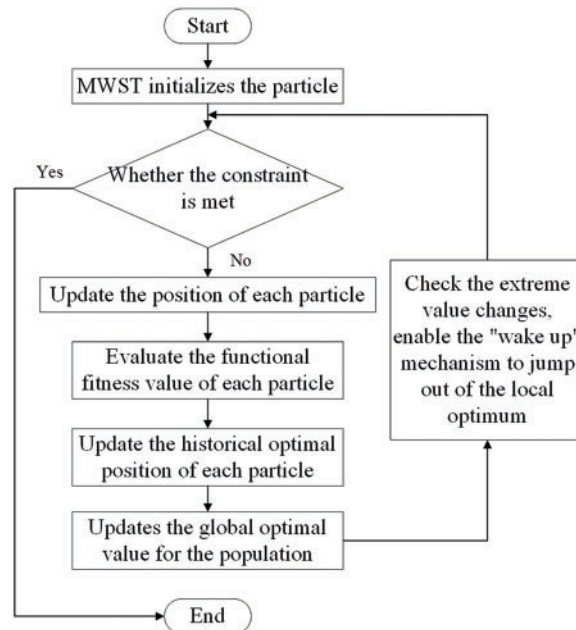 Start
MWST initializes the particle
Yes
Whether the constraint
is met
No
Update the position of each particle
Evaluate the functional
fitness value of each particle
Update the historical optimal
position of each particle
Updates the global optimal
value for the population
Check the extreme
value changes,
enable the "wake up"
mechanism to jump
out of the local
optimum
End